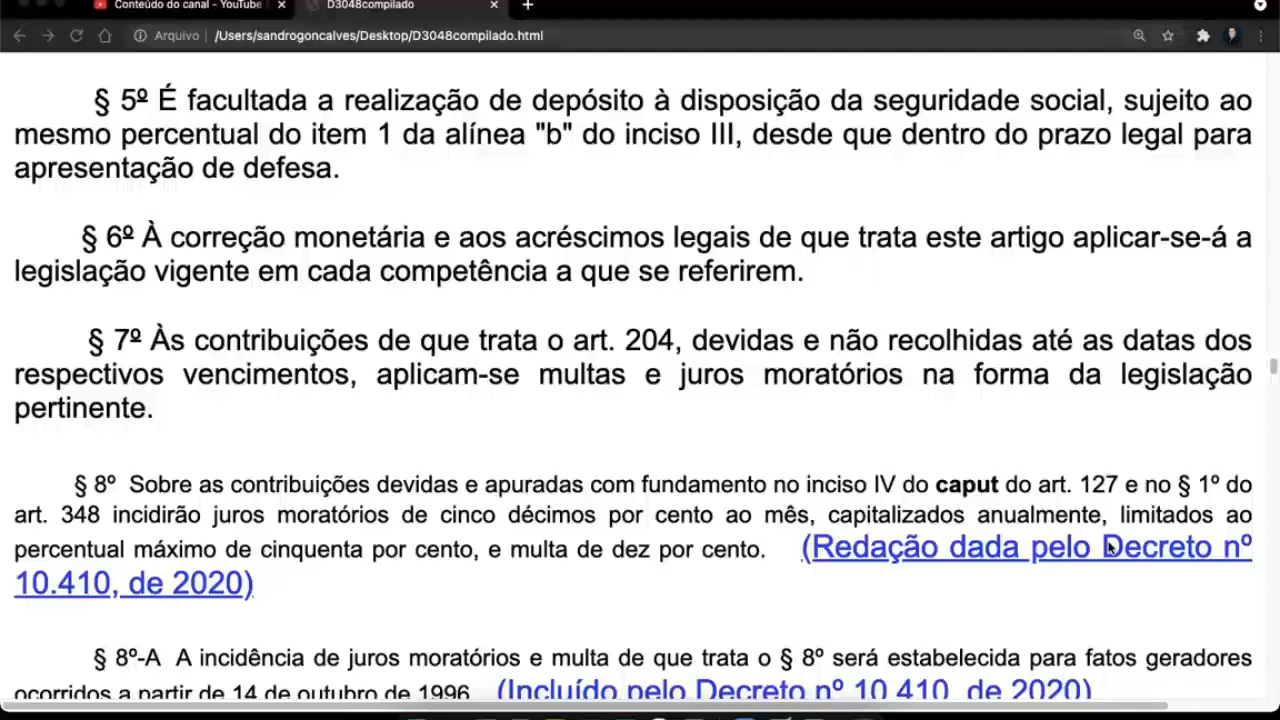 Conteúdo do canal - YouTube
D3048compilado
Arquivo | /Users/sandrogoncalves/Desktop/D3048compilado.html
§ 5º É facultada a realização de depósito à disposição da seguridade social, sujeito ao
mesmo percentual do item 1 da alínea "b" do inciso III, desde que dentro do prazo legal para
apresentação de defesa.
§ 6º À correção monetária e aos acréscimos legais de que trata este artigo aplicar-se-á a
legislação vigente em cada competência a que se referirem.
§ 7º Às contribuições de que trata o art. 204, devidas e não recolhidas até as datas dos
respectivos vencimentos, aplicam-se multas e juros moratórios na forma da legislação
pertinente.
§ 8º Sobre as contribuições devidas e apuradas com fundamento no inciso IV do caput do art. 127 e no § 1º do
art. 348 incidirão juros moratórios de cinco décimos por cento ao mês, capitalizados anualmente, limitados ao
percentual máximo de cinquenta por cento, e multa de dez por cento. (Redação dada pelo Decreto nº
10.410, de 2020)
§ 8º-A A incidência de juros moratórios e multa de que trata o § 8º será estabelecida para fatos geradores
ocorridos a partir de 14 de outubro de 1996. (Incluído pelo Decreto nº 10.410, de 2020)